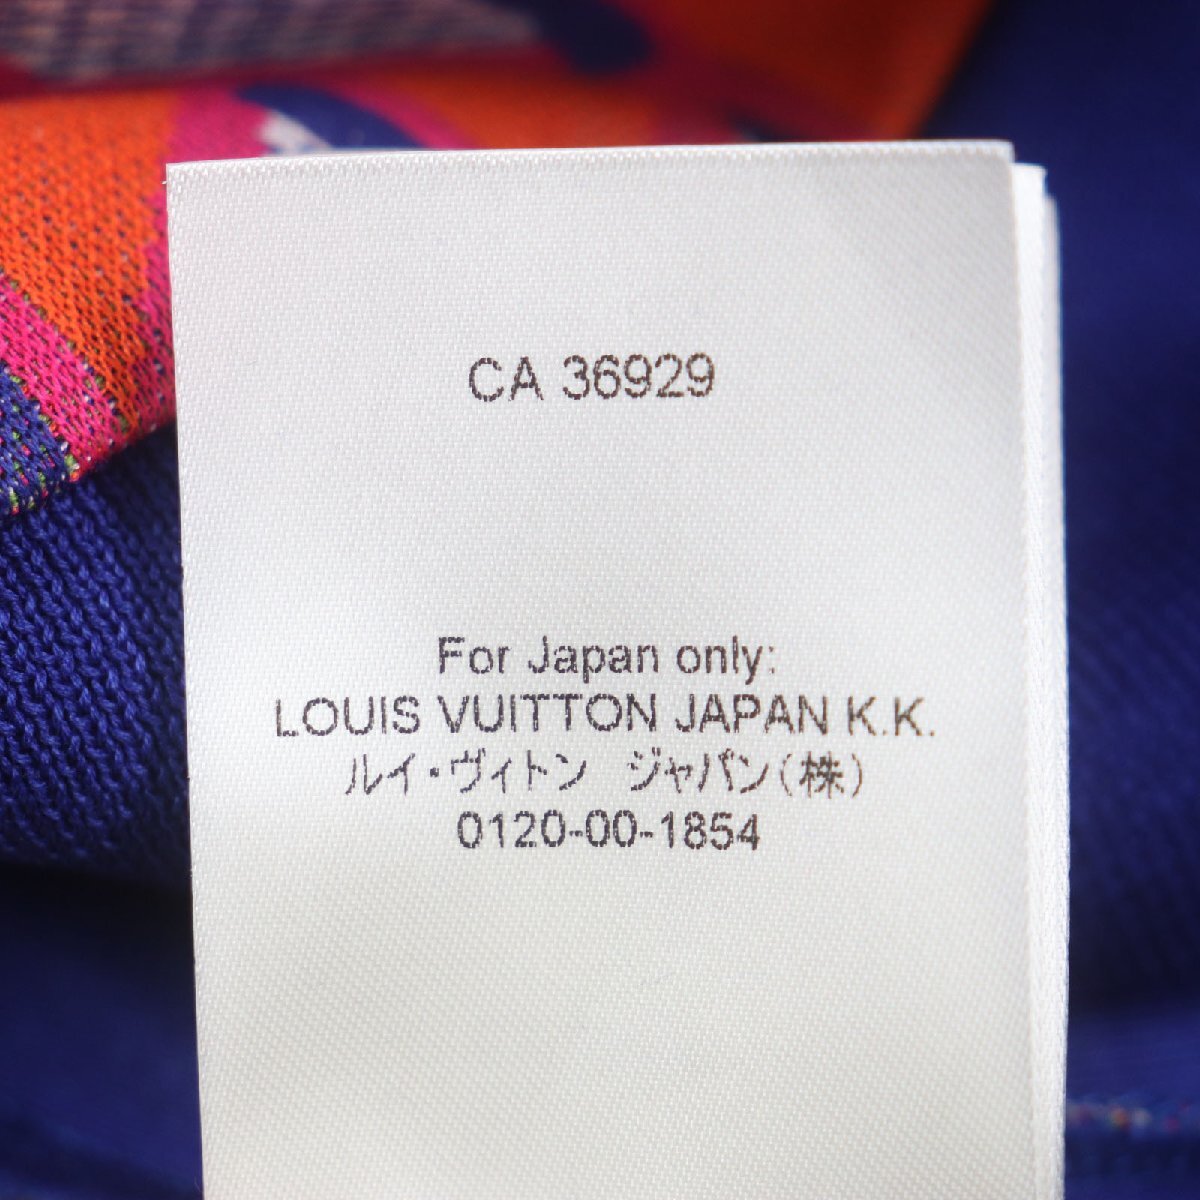 CA 36929
For Japan only:
LOUIS VUITTON JAPAN K.K.
ルイ・ヴィトン　ジャパン(株)
0120-00-1854